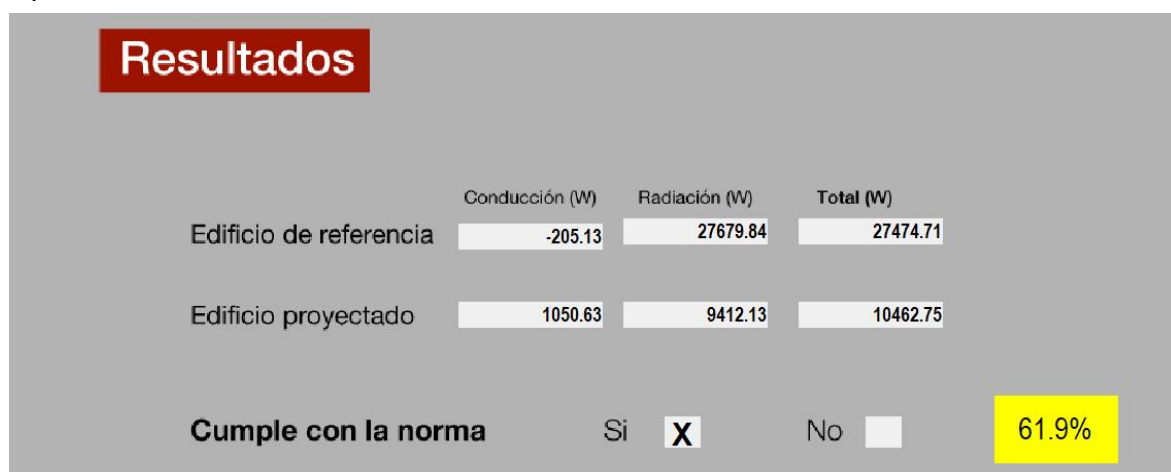 Resultados
Conducción (W) Radiación (W) Total (W)
Edificio de referencia -205.13 27679.84 27474.71
Edificio proyectado 1050.63 9412.13 10462.75
Cumple con la norma Si X No 61.9%